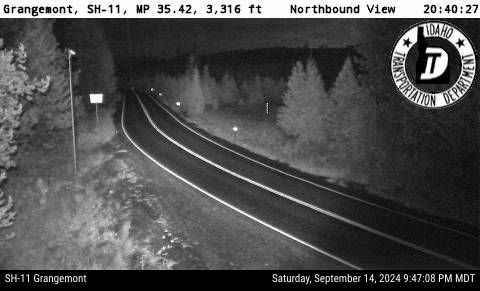 Grangemont, SH-11, MP 35.42, 3,316 ft Northbound View 20:40:27
IDAHO
TRANSPORTATION DEPARTMENT
SH-11 Grangemont Saturday, September 14, 2024 9:47:08 PM MDT